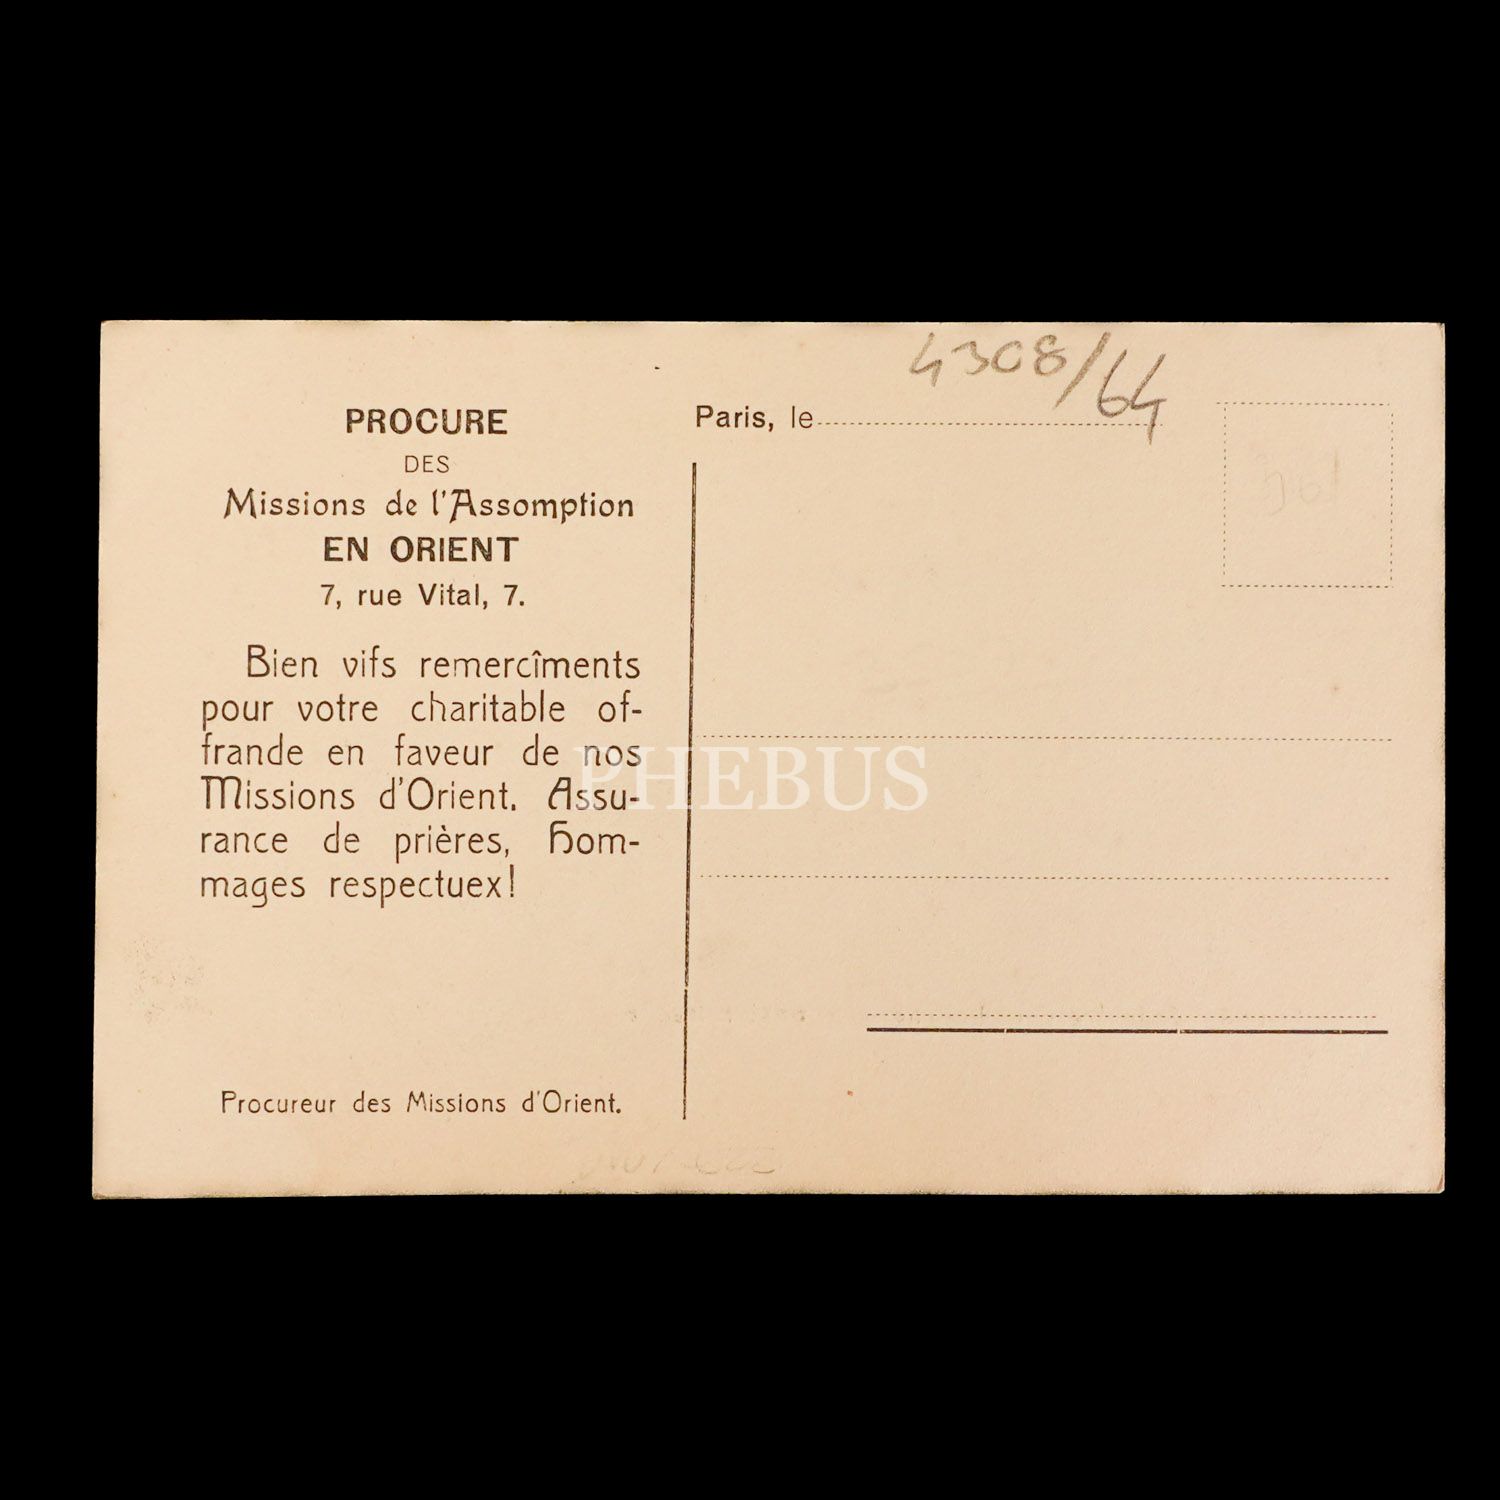 4308/64
PROCURE
DES
Missions de l'Assomption
EN ORIENT
7, rue Vital, 7.
Bien vifs remercîments
pour votre charitable of-
frande en faveur de nos
Missions d'Orient. Assu-
rance de prières, hom-
mages respectuex!
Procureur des Missions d'Orient.
Paris, le
PHEBUS